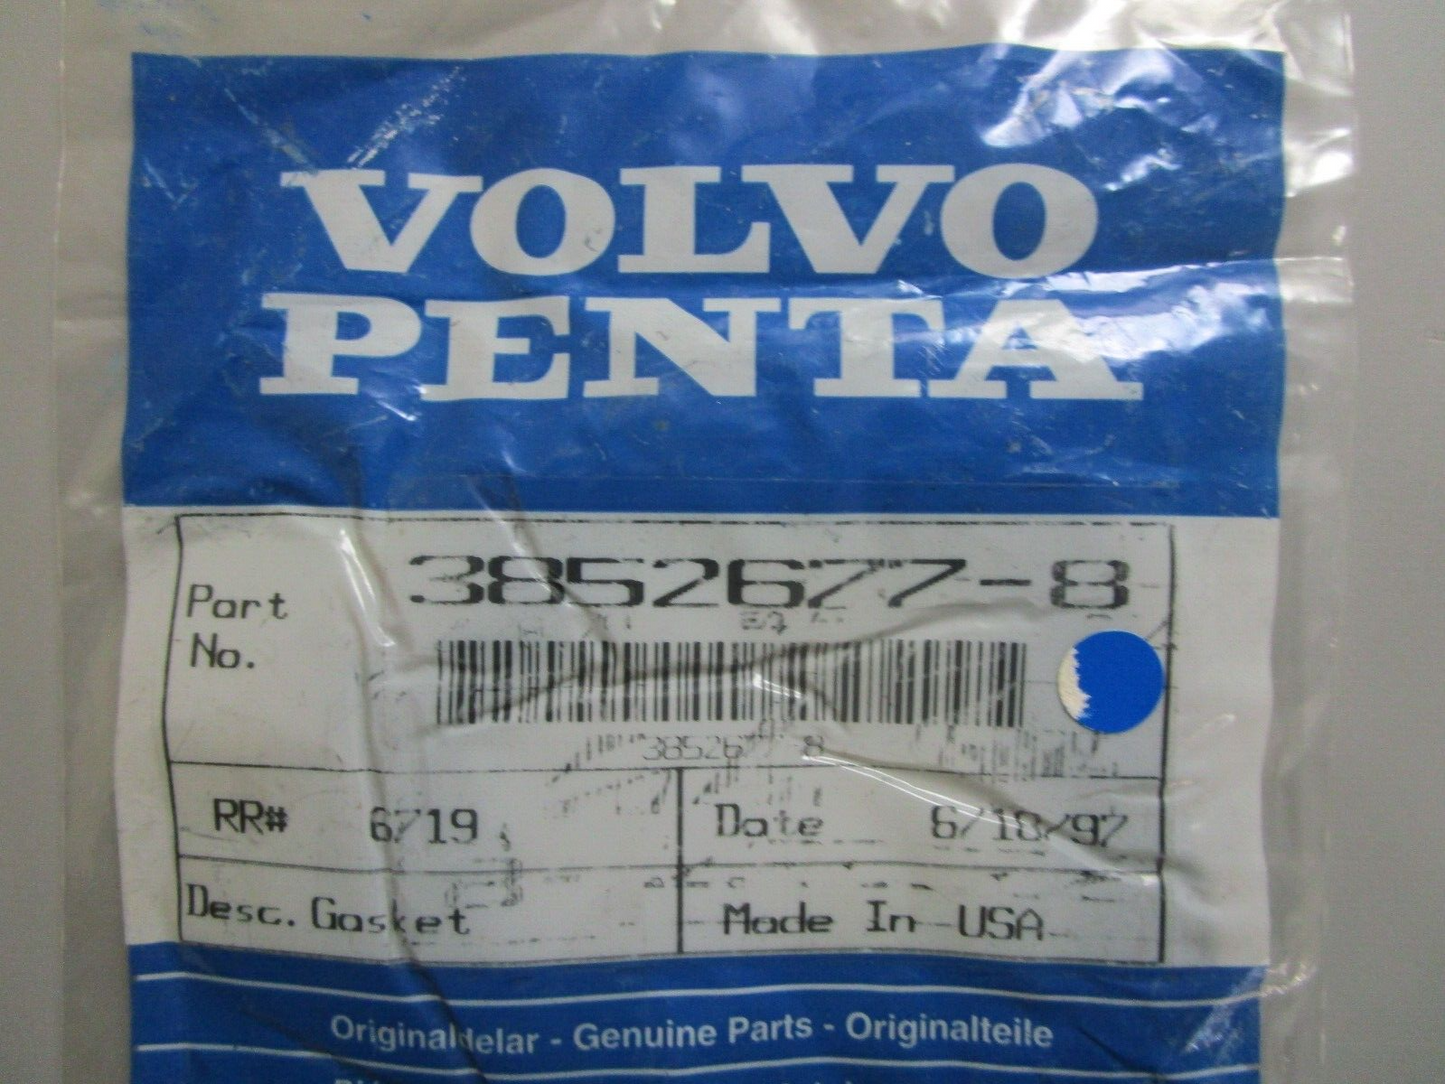 VOLVO
PENTA
Part No. 3852677-8
3852677-8
RR# 6719 Date 6/10/97
Desc. Gasket Made In USA
Originaldelar - Genuine Parts - Originalteile